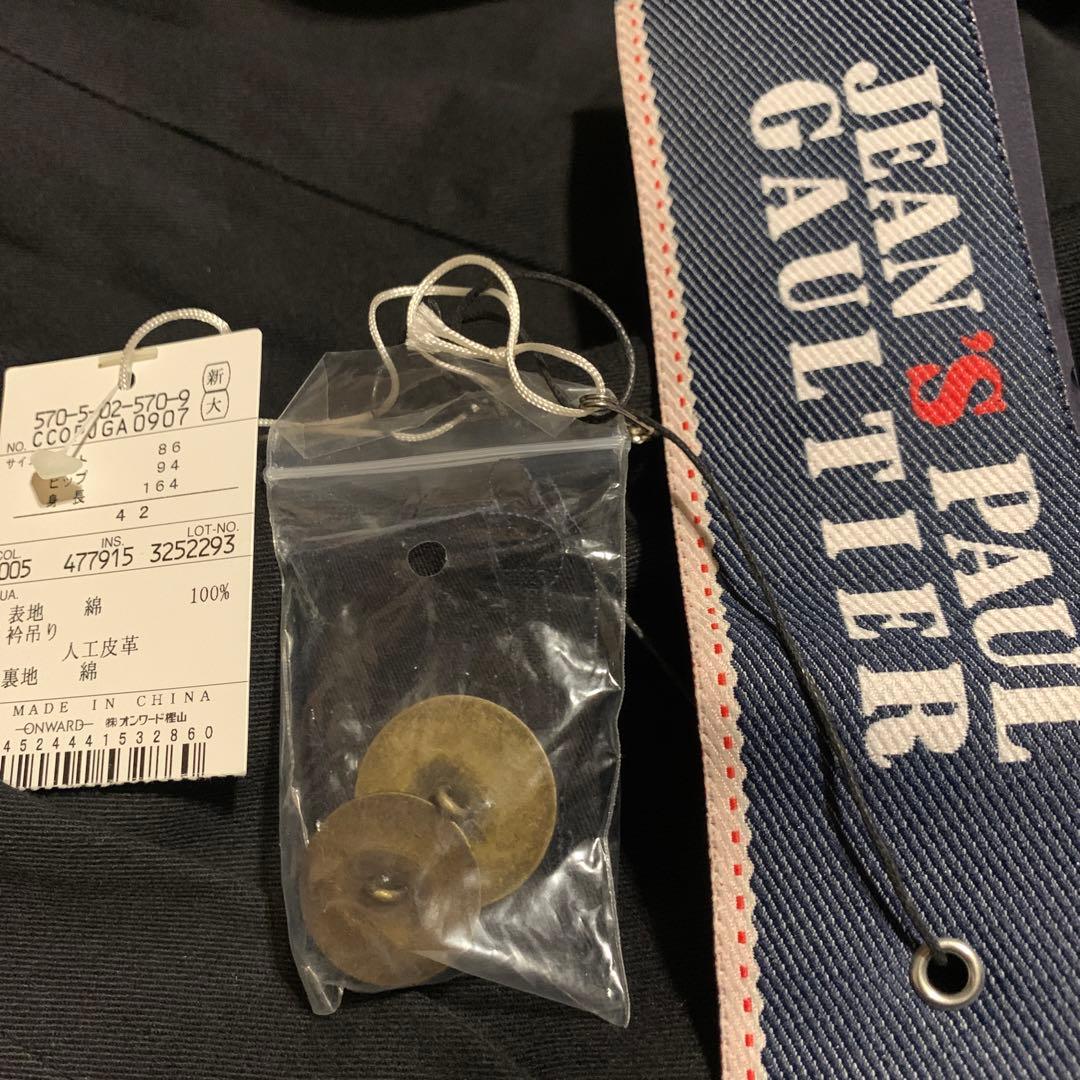 新
大
570-5-02-570-9
NO. CCOF0GA0907
サイ 86
ヒップ 94
身長 164
42
COL. INS. LOT-NO.
005 477915 3252293
QUA.
表地 綿 100%
衿吊り
人工皮革
裏地 綿
MADE IN CHINA
ONWARD ㈱オンワード樫山
4524441532860
JEAN'S PAUL
GAULTIER